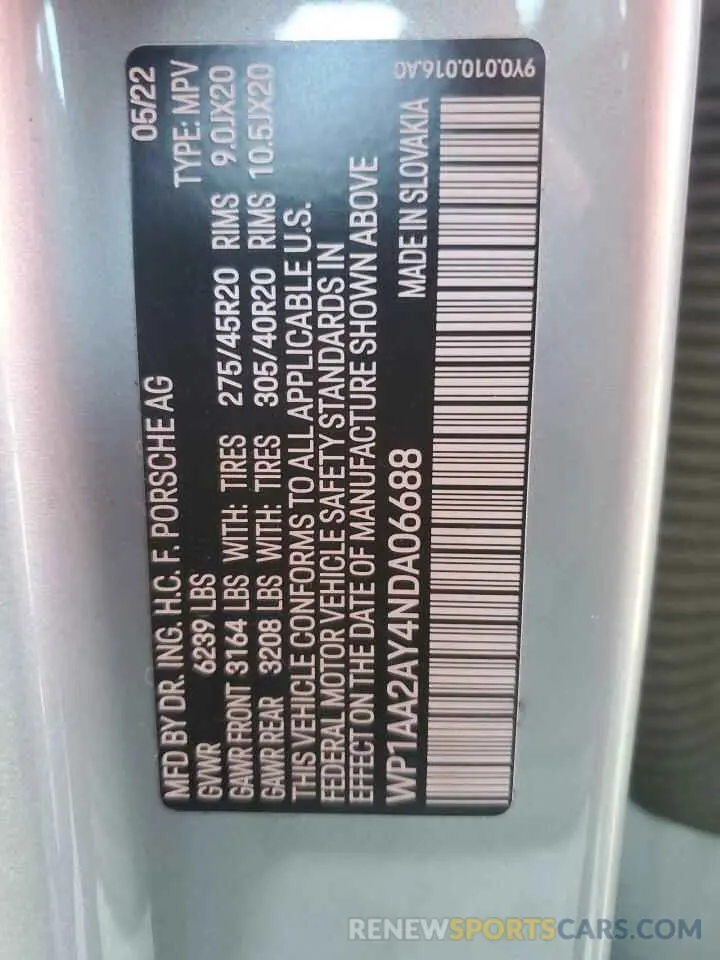 MFD BY DR. ING. H.C. F. PORSCHE AG 05/22
GVWR 6239 LBS TYPE: MPV
GAWR FRONT 3164 LBS WITH: TIRES 275/45R20 RIMS 9.0JX20
GAWR REAR 3208 LBS WITH: TIRES 305/40R20 RIMS 10.5JX20
THIS VEHICLE CONFORMS TO ALL APPLICABLE U.S.
FEDERAL MOTOR VEHICLE SAFETY STANDARDS IN
EFFECT ON THE DATE OF MANUFACTURE SHOWN ABOVE
WP1AA2AY4NDA06688 MADE IN SLOVAKIA
9Y0.010.016.AG
RENEWSPORTSCAR.COM